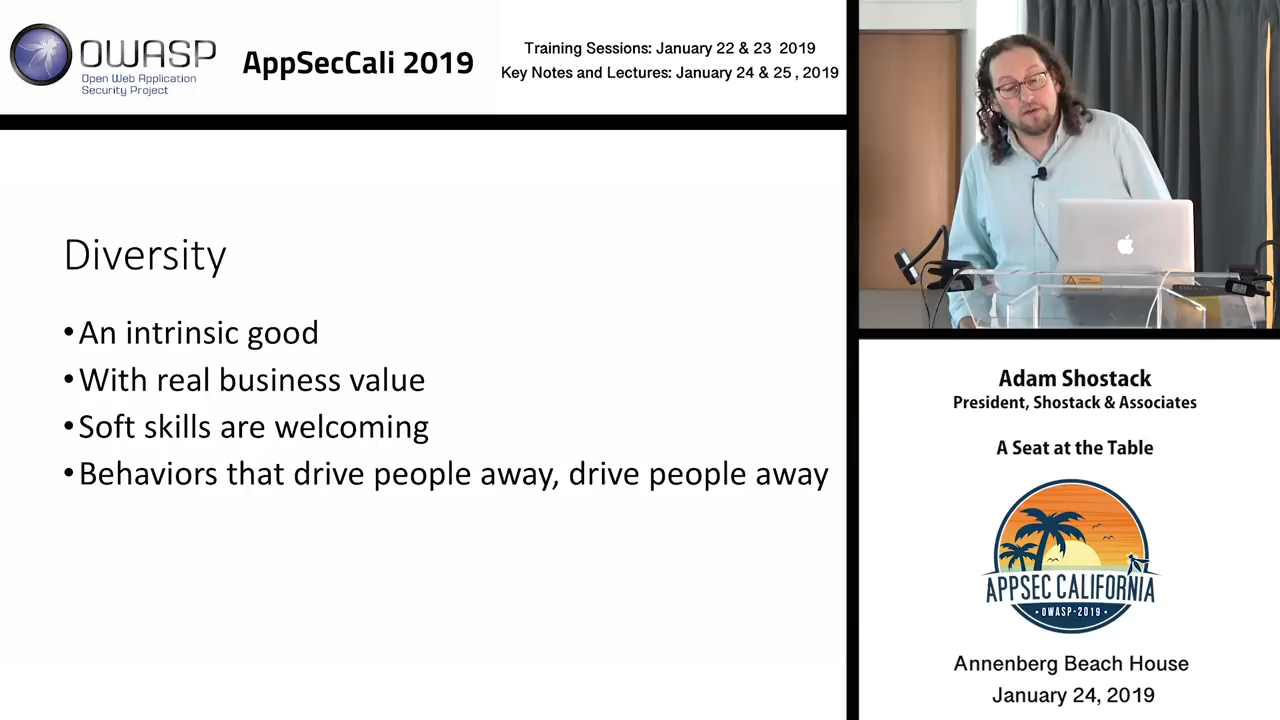 OWASP
Open Web Application
Security Project
AppSecCali 2019
Training Sessions: January 22 & 23 2019
Key Notes and Lectures: January 24 & 25, 2019
Diversity
•An intrinsic good
•With real business value
•Soft skills are welcoming
•Behaviors that drive people away, drive people away
Adam Shostack
President, Shostack & Associates
A Seat at the Table
APPSEC CALIFORNIA
•OWASP-2019•
Annenberg Beach House
January 24, 2019